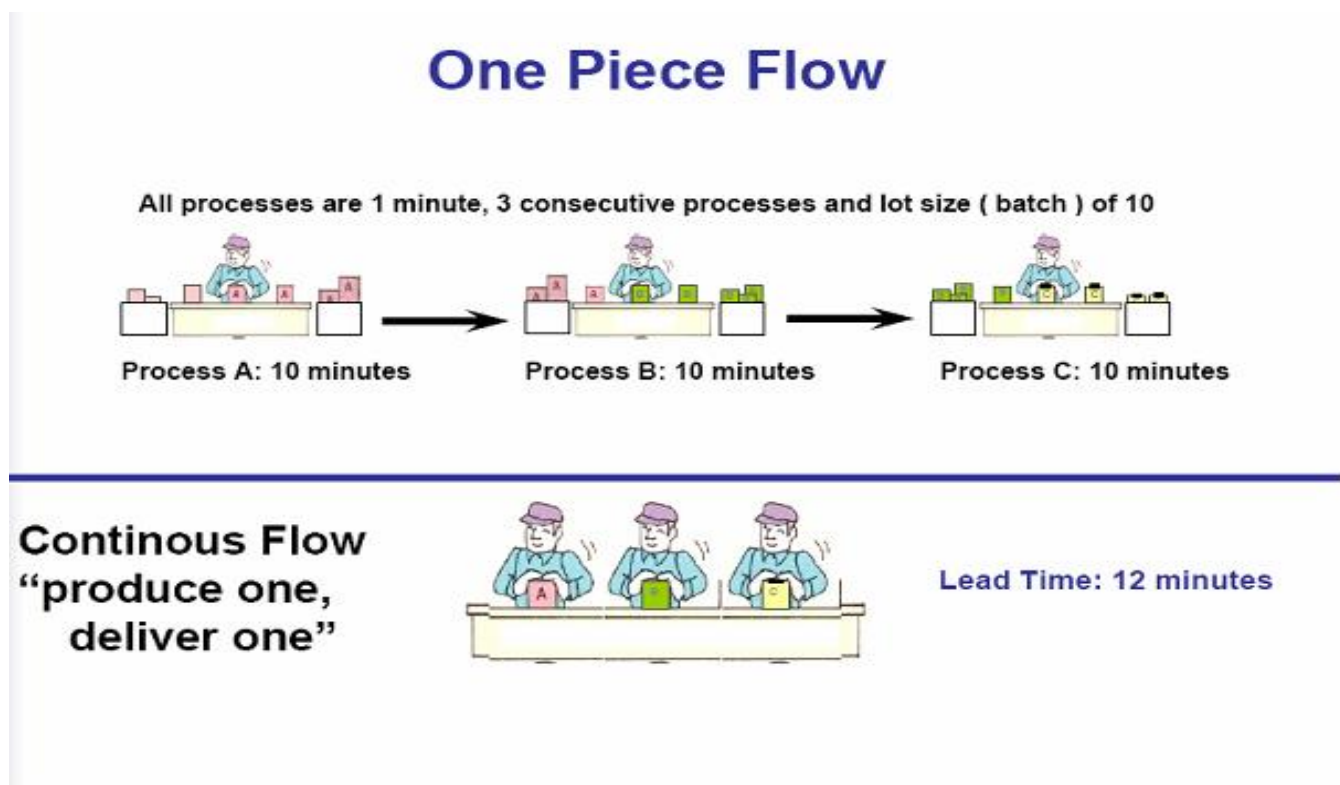 One Piece Flow
All processes are 1 minute, 3 consecutive processes and lot size ( batch ) of 10
Process A: 10 minutes
Process B: 10 minutes
Process C: 10 minutes
Continous Flow
“produce one,
deliver one”
Lead Time: 12 minutes
A
C